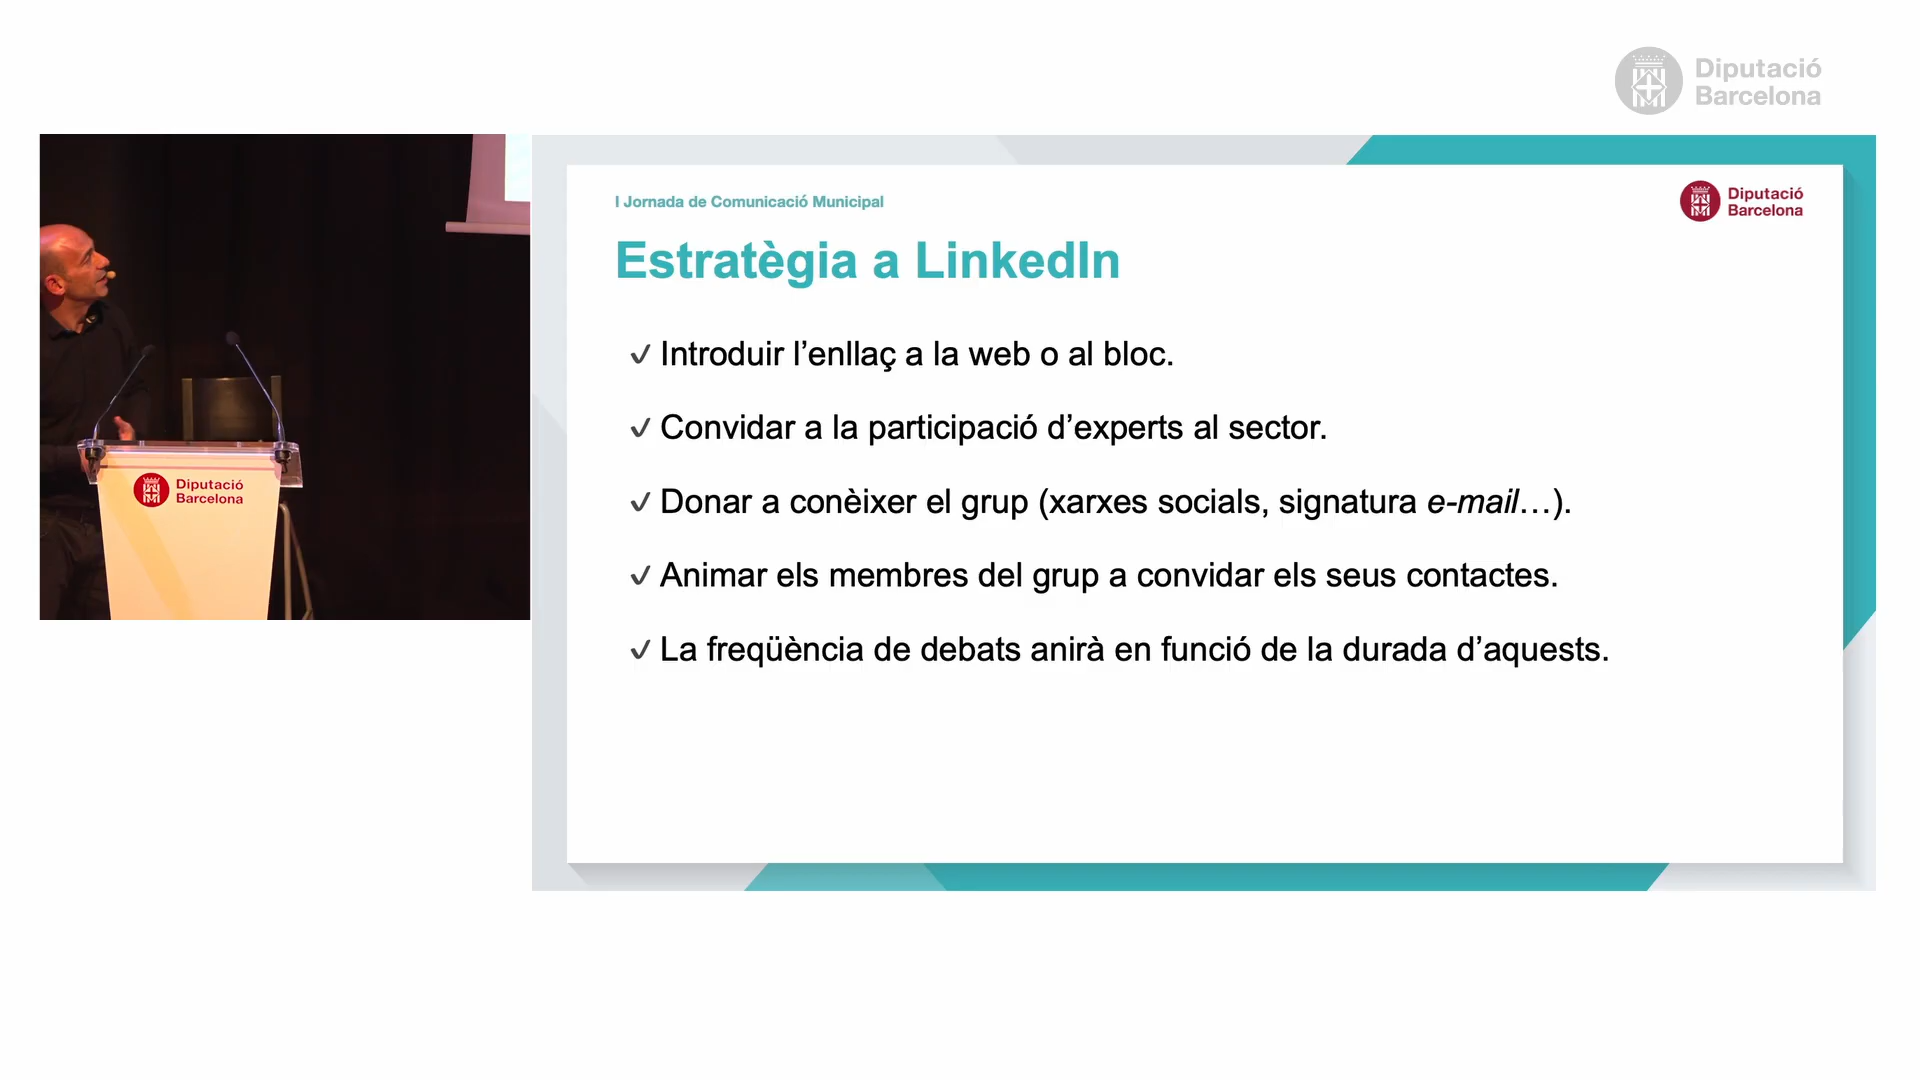 Diputació
Barcelona
I Jornada de Comunicació Municipal
Diputació
Barcelona
Estratègia a LinkedIn
✓ Introduir l’enllaç a la web o al bloc.
✓ Convidar a la participació d’experts al sector.
✓ Donar a conèixer el grup (xarxes socials, signatura e-mail…).
✓ Animar els membres del grup a convidar els seus contactes.
✓ La freqüència de debats anirà en funció de la durada d’aquests.
Diputació
Barcelona